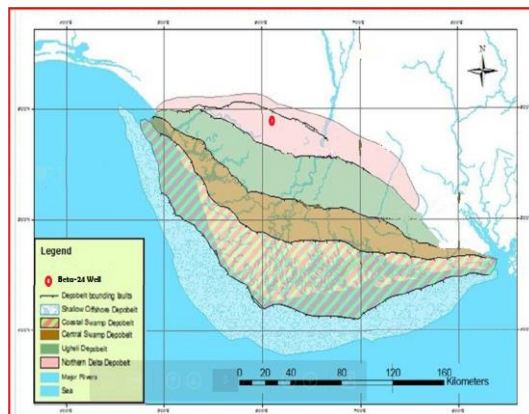 N
Legend
Beta-24 Well
Depobelt bounding faults
Shallow Offshore Depobelt
Coastal Swamp Depobelt
Central Swamp Depobelt
Ughelli Depobelt
Northern Delta Depobelt
Major Rivers
Sea
0 20 40 80 120 160
Kilometers